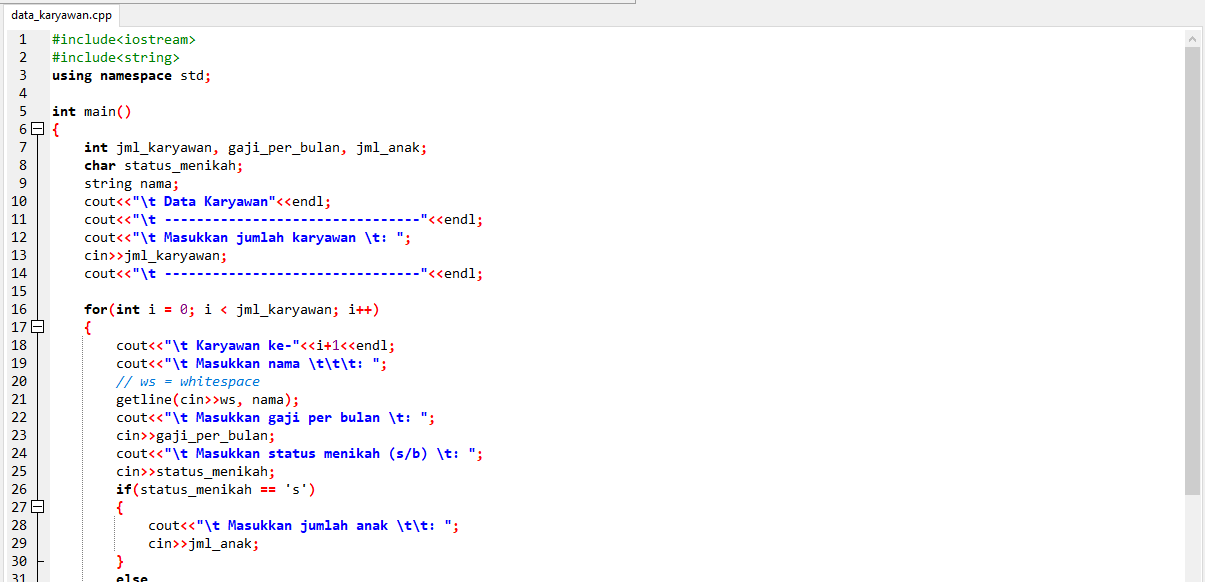 data_karyawan.cpp
1 #include<iostream>
2 #include<string>
3 using namespace std;
4
5 int main()
6 {
7 int jml_karyawan, gaji_per_bulan, jml_anak;
8 char status_menikah;
9 string nama;
10 cout<<"\t Data Karyawan"<<endl;
11 cout<<"\t --------------------------------"<<endl;
12 cout<<"\t Masukkan jumlah karyawan \t: ";
13 cin>>jml_karyawan;
14 cout<<"\t --------------------------------"<<endl;
15
16 for(int i = 0; i < jml_karyawan; i++)
17 {
18 cout<<"\t Karyawan ke-"<<i+1<<endl;
19 cout<<"\t Masukkan nama \t\t\t: ";
20 // ws = whitespace
21 getline(cin>>ws, nama);
22 cout<<"\t Masukkan gaji per bulan \t: ";
23 cin>>gaji_per_bulan;
24 cout<<"\t Masukkan status menikah (s/b) \t: ";
25 cin>>status_menikah;
26 if(status_menikah == 's')
27 {
28 cout<<"\t Masukkan jumlah anak \t\t: ";
29 cin>>jml_anak;
30 }
31 else